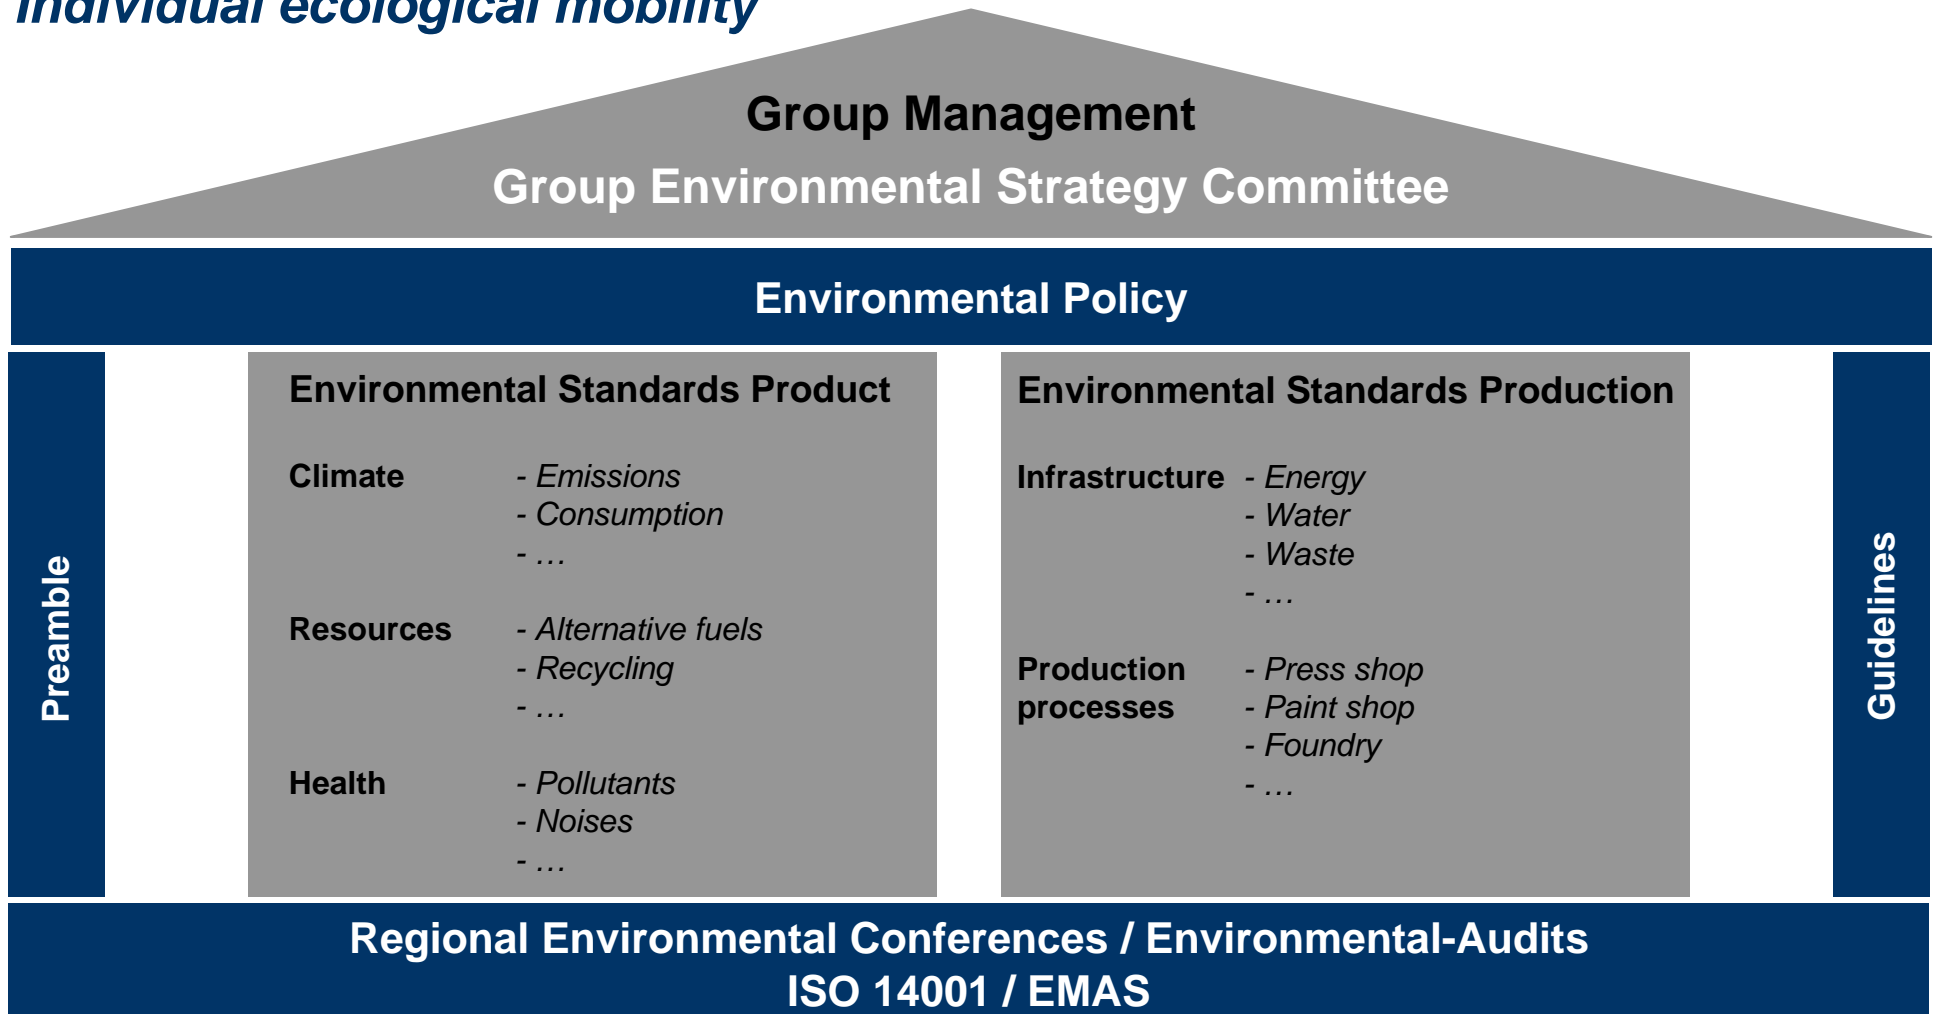 Individual ecological mobility
Group Management
Group Environmental Strategy Committee
Environmental Policy
Preamble
Environmental Standards Product
Climate - Emissions
- Consumption
- …
Resources - Alternative fuels
- Recycling
- …
Health - Pollutants
- Noises
- …
Environmental Standards Production
Infrastructure - Energy
- Water
- Waste
- …
Production - Press shop
processes - Paint shop
- Foundry
- …
Guidelines
Regional Environmental Conferences / Environmental-Audits
ISO 14001 / EMAS